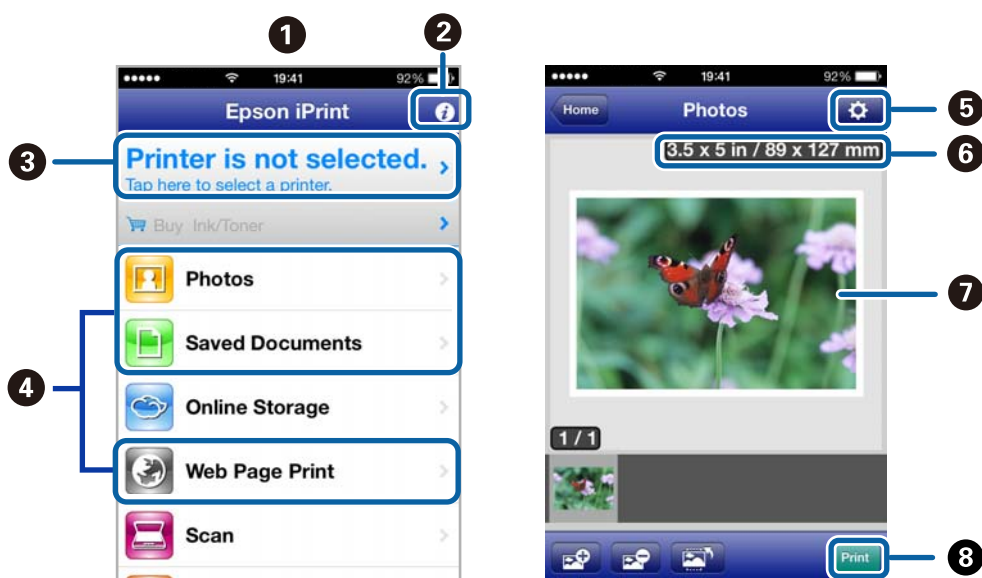 1
2
19:41
92%
Epson iPrint
3
Printer is not selected.
Tap here to select a printer.
Buy Ink/Toner
Photos
Saved Documents
4
Online Storage
Web Page Print
Scan
19:41
92%
Home
Photos
5
3.5 x 5 in / 89 x 127 mm
6
7
1 / 1
Print
8